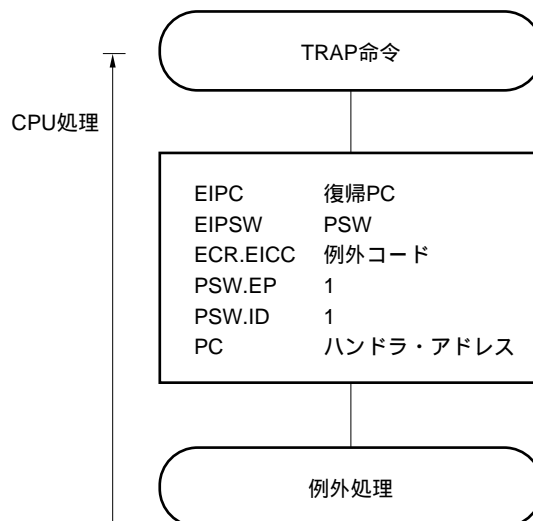 TRAP命令
CPU処理
EIPC 復帰PC
EIPSW PSW
ECR.EICC 例外コード
PSW.EP 1
PSW.ID 1
PC ハンドラ・アドレス
例外処理